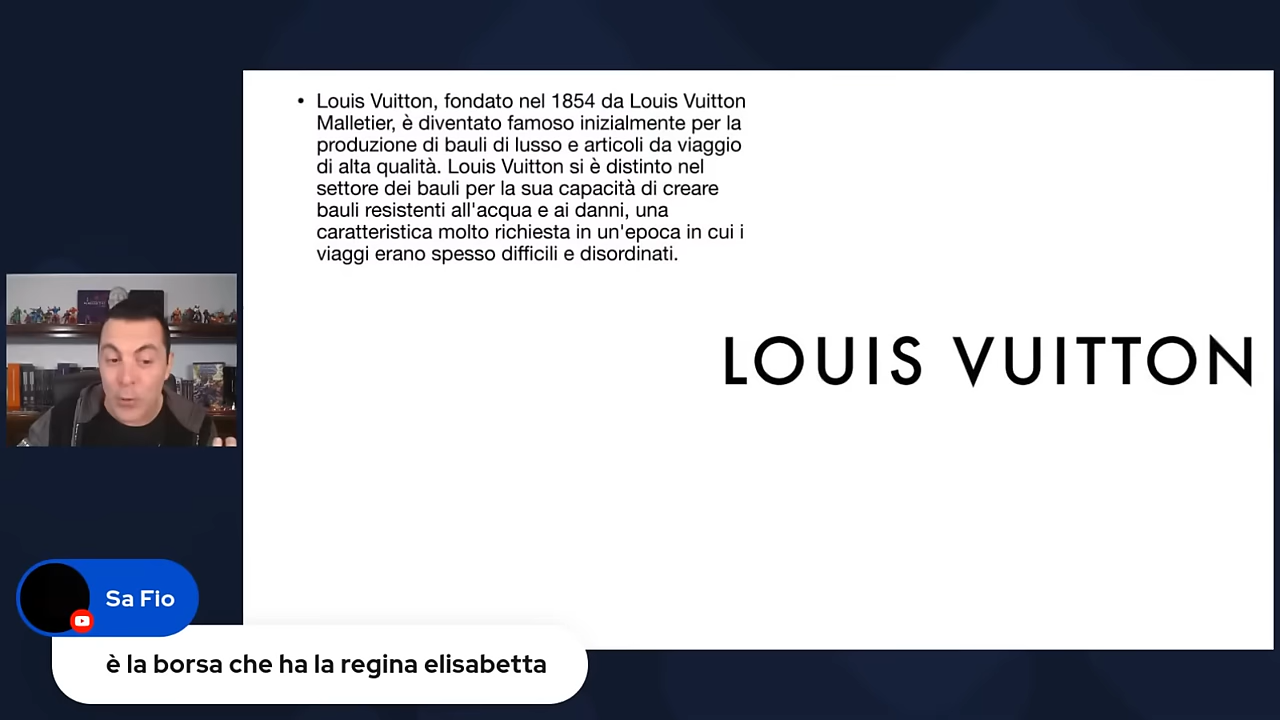 • Louis Vuitton, fondato nel 1854 da Louis Vuitton
Malletier, è diventato famoso inizialmente per la
produzione di bauli di lusso e articoli da viaggio
di alta qualità. Louis Vuitton si è distinto nel
settore dei bauli per la sua capacità di creare
bauli resistenti all'acqua e ai danni, una
caratteristica molto richiesta in un'epoca in cui i
viaggi erano spesso difficili e disordinati.
LOUIS VUITTON
Sa Fio
è la borsa che ha la regina elisabetta